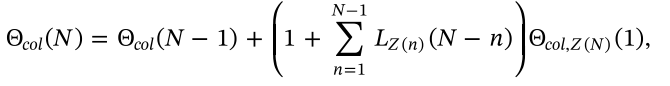 Θ_{col}(N) = Θ_{col}(N − 1) + (1 + ∑_{n=1}^{N−1} L_{Z(n)}(N − n)) Θ_{col,Z(N)}(1),